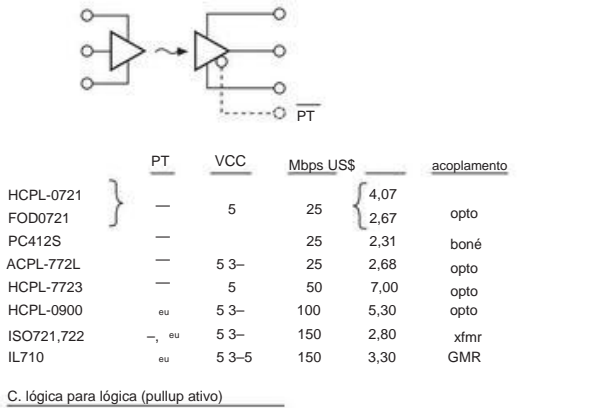 PT
PT VCC Mbps US$ acoplamento
HCPL-0721 4,07
— 5 25 opto
FOD0721 2,67
PC412S — 25 2,31 boné
ACPL-772L — 5 3– 25 2,68 opto
HCPL-7723 — 5 50 7,00 opto
HCPL-0900 eu 5 3– 100 5,30 opto
ISO721,722 –, eu 5 3– 150 2,80 xfmr
IL710 eu 5 3–5 150 3,30 GMR
C. lógica para lógica (pullup ativo)